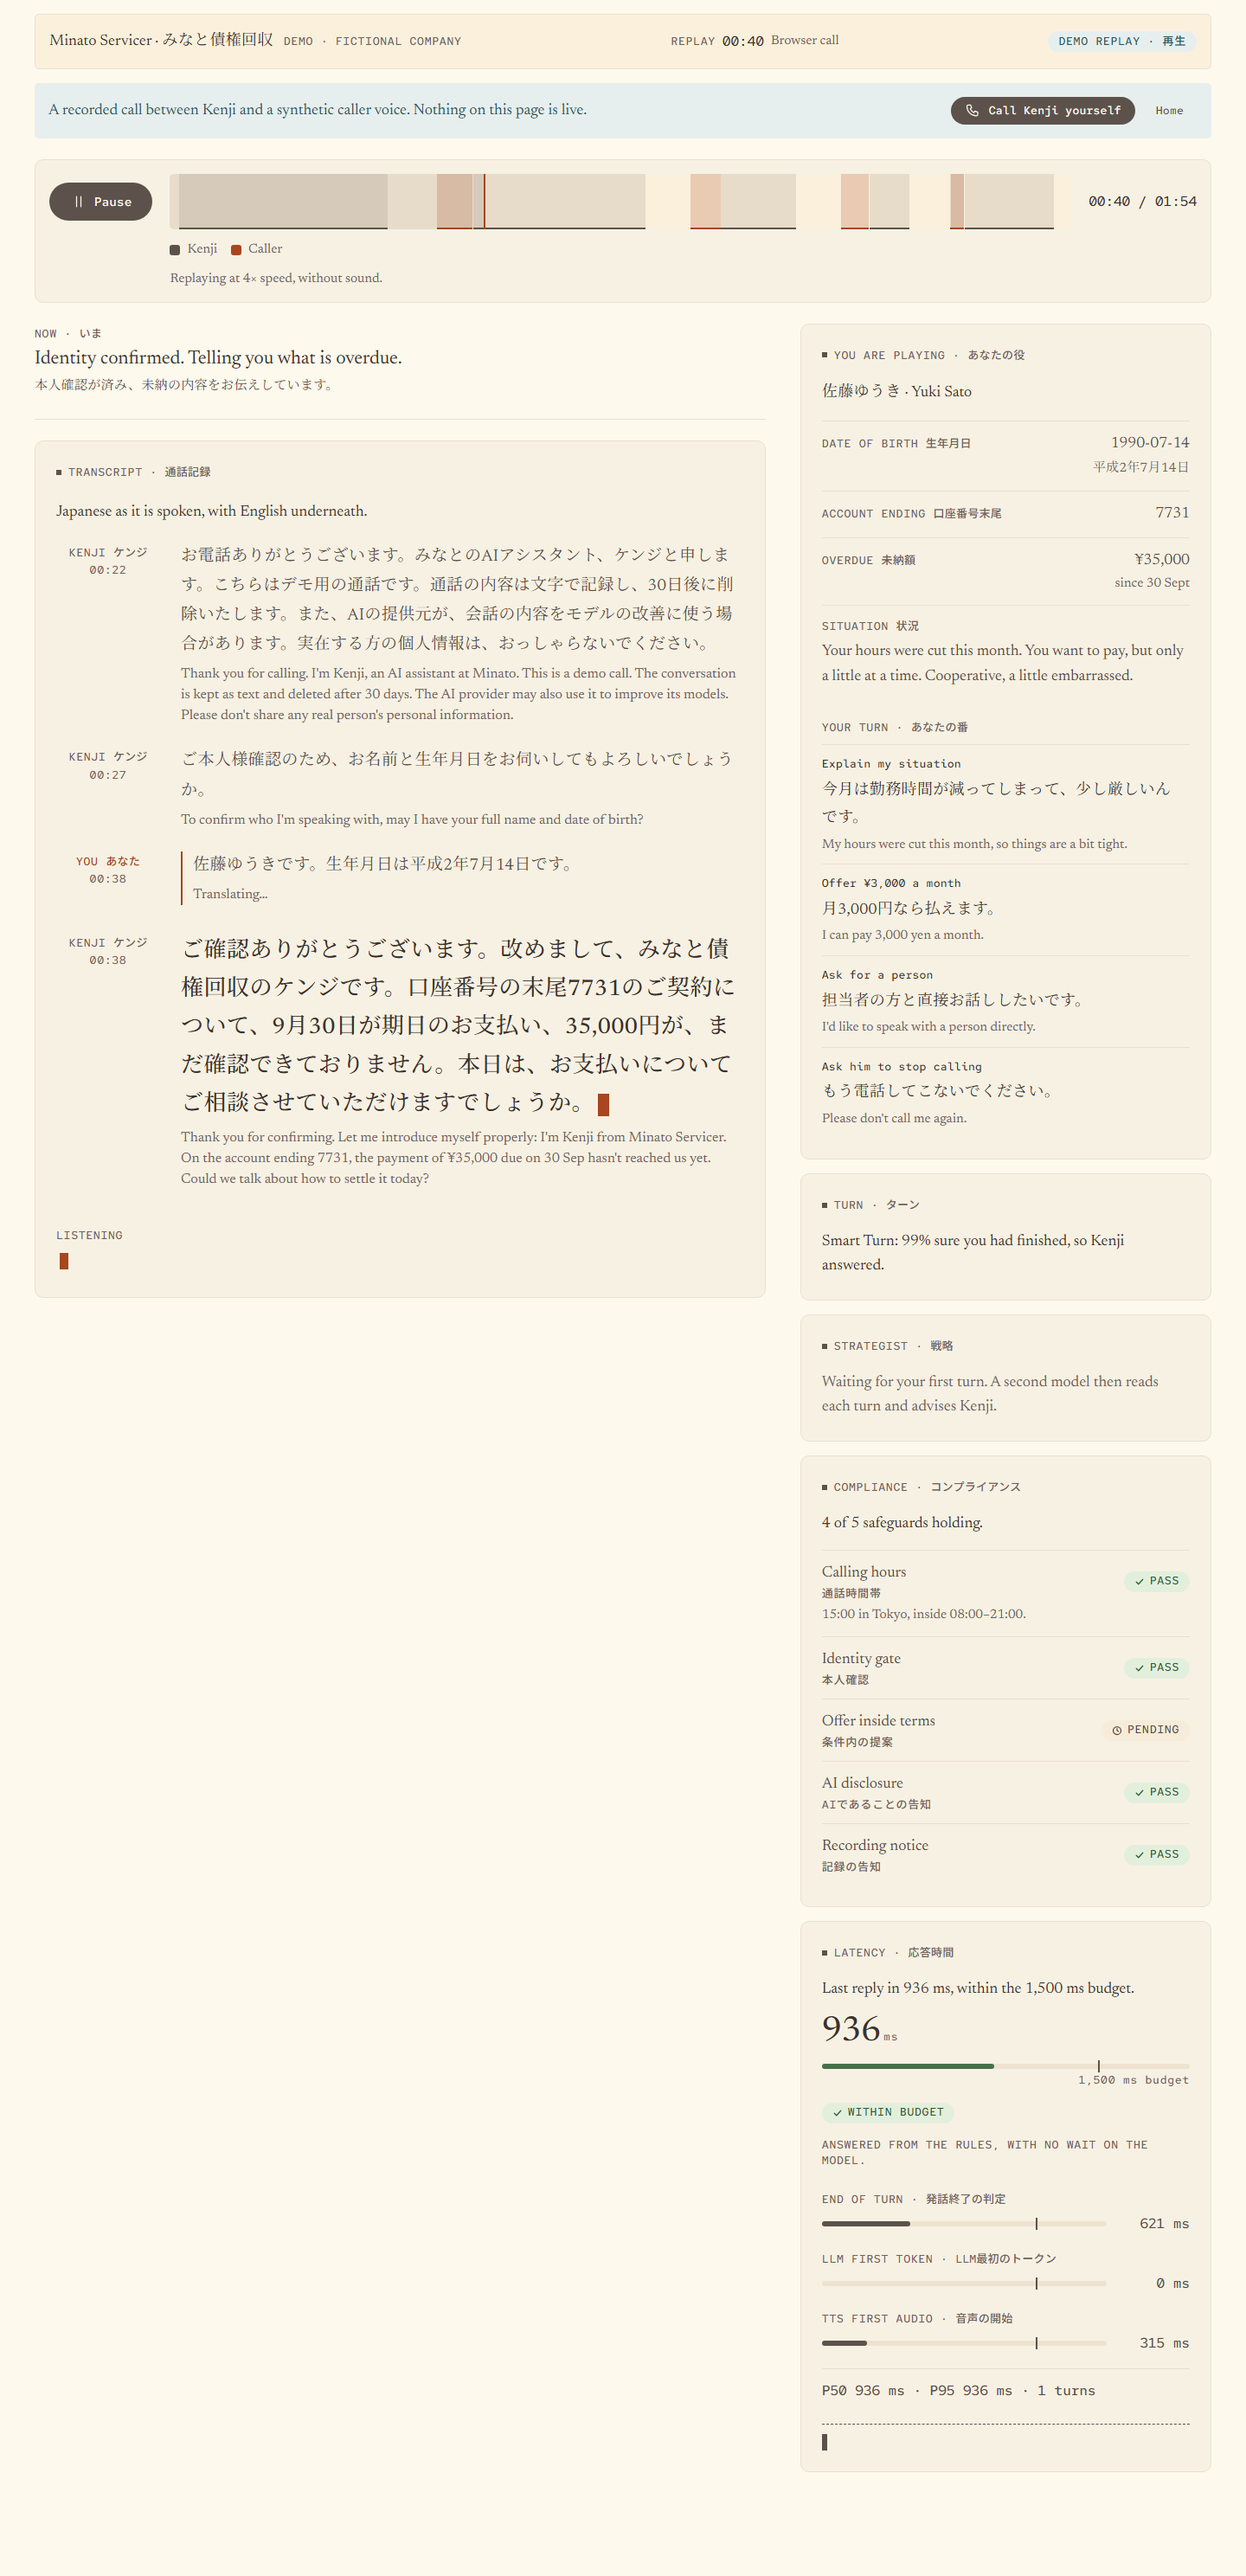 Minato Servicer · みなと債権回収 DEMO · FICTIONAL COMPANY
REPLAY 00:40 Browser call
DEMO REPLAY · 再生
A recorded call between Kenji and a synthetic caller voice. Nothing on this page is live.
Call Kenji yourself
Home
Pause
00:40 / 01:54
Kenji Caller
Replaying at 4× speed, without sound.
NOW · いま
Identity confirmed. Telling you what is overdue.
本人確認が済み、未納の内容をお伝えしています。
TRANSCRIPT · 通話記録
Japanese as it is spoken, with English underneath.
KENJI ケンジ
00:22
お電話ありがとうございます。みなとのAIアシスタント、ケンジと申しま
す。こちらはデモ用の通話です。通話の内容は文字で記録し、30日後に削
除いたします。また、AIの提供元が、会話の内容をモデルの改善に使う場
合があります。実在する方の個人情報は、おっしゃらないでください。
Thank you for calling. I'm Kenji, an AI assistant at Minato. This is a demo call. The conversation
is kept as text and deleted after 30 days. The AI provider may also use it to improve its models.
Please don't share any real person's personal information.
KENJI ケンジ
00:27
ご本人様確認のため、お名前と生年月日をお伺いしてもよろしいでしょう
か。
To confirm who I'm speaking with, may I have your full name and date of birth?
YOU あなた
00:38
佐藤ゆうきです。生年月日は平成2年7月14日です。
Translating…
KENJI ケンジ
00:38
ご確認ありがとうございます。改めまして、みなと債
権回収のケンジです。口座番号の末尾7731のご契約に
ついて、9月30日が期日のお支払い、35,000円が、ま
だ確認できておりません。本日は、お支払いについて
ご相談させていただけますでしょうか。
Thank you for confirming. Let me introduce myself properly: I'm Kenji from Minato Servicer.
On the account ending 7731, the payment of ¥35,000 due on 30 Sep hasn't reached us yet.
Could we talk about how to settle it today?
LISTENING
YOU ARE PLAYING · あなたの役
佐藤ゆうき · Yuki Sato
DATE OF BIRTH 生年月日
1990-07-14
平成2年7月14日
ACCOUNT ENDING 口座番号末尾
7731
OVERDUE 未納額
¥35,000
since 30 Sept
SITUATION 状況
Your hours were cut this month. You want to pay, but only
a little at a time. Cooperative, a little embarrassed.
YOUR TURN · あなたの番
Explain my situation
今月は勤務時間が減ってしまって、少し厳しいん
です。
My hours were cut this month, so things are a bit tight.
Offer ¥3,000 a month
月3,000円なら払えます。
I can pay 3,000 yen a month.
Ask for a person
担当者の方と直接お話ししたいです。
I'd like to speak with a person directly.
Ask him to stop calling
もう電話してこないでください。
Please don't call me again.
TURN · ターン
Smart Turn: 99% sure you had finished, so Kenji
answered.
STRATEGIST · 戦略
Waiting for your first turn. A second model then reads
each turn and advises Kenji.
COMPLIANCE · コンプライアンス
4 of 5 safeguards holding.
Calling hours
通話時間帯
15:00 in Tokyo, inside 08:00–21:00.
PASS
Identity gate
本人確認
PASS
Offer inside terms
条件内の提案
PENDING
AI disclosure
AIであることの告知
PASS
Recording notice
記録の告知
PASS
LATENCY · 応答時間
Last reply in 936 ms, within the 1,500 ms budget.
936 ms
1,500 ms budget
WITHIN BUDGET
ANSWERED FROM THE RULES, WITH NO WAIT ON THE
MODEL.
END OF TURN · 発話終了の判定
621 ms
LLM FIRST TOKEN · LLM最初のトークン
0 ms
TTS FIRST AUDIO · 音声の開始
315 ms
P50 936 ms · P95 936 ms · 1 turns